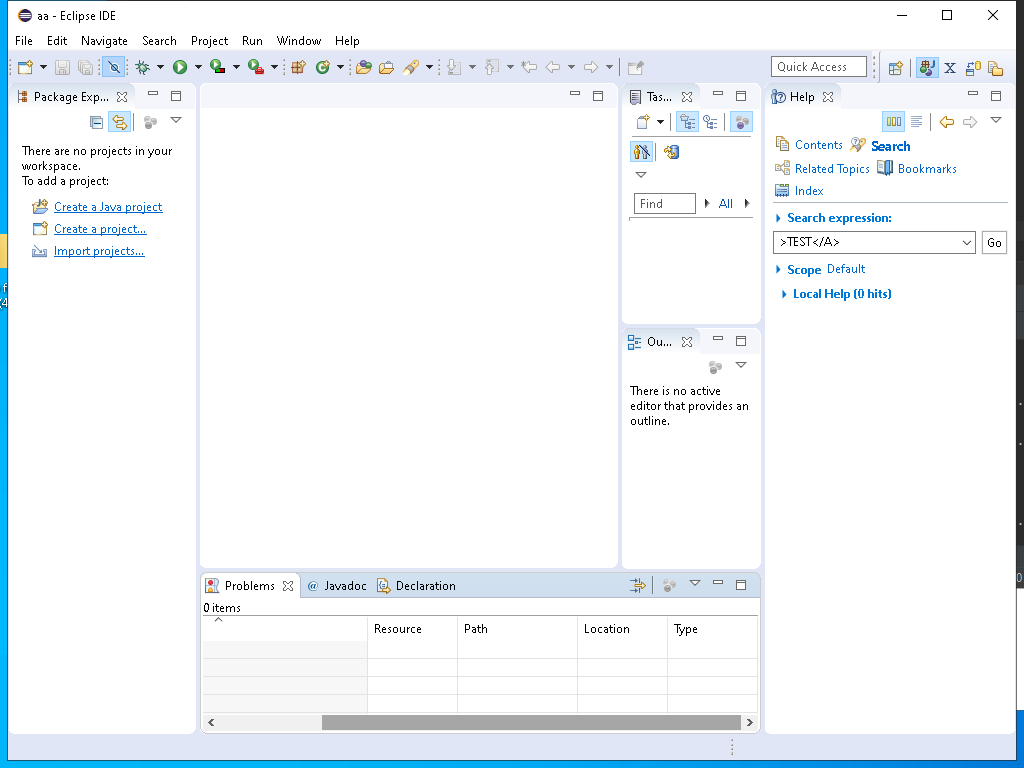 aa - Eclipse IDE
File Edit Navigate Search Project Run Window Help
Quick Access
Package Exp...
There are no projects in your
workspace.
To add a project:
Create a Java project
Create a project...
Import projects...
Tas...
Find
All
Ou...
There is no active
editor that provides an
outline.
Help
Contents Search
Related Topics Bookmarks
Index
Search expression:
>TEST</A> Go
Scope Default
Local Help (0 hits)
Problems @ Javadoc Declaration
0 items
Resource Path Location Type